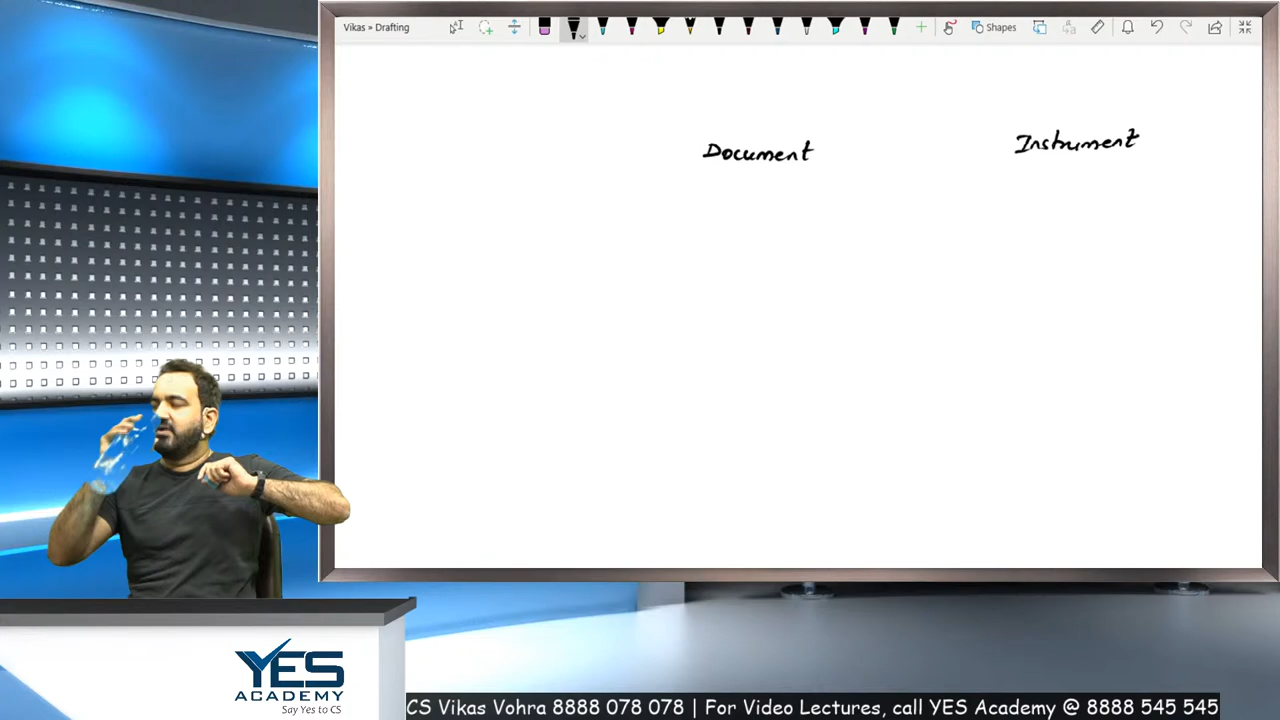 Vikas » Drafting
Shapes
Document
Instrument
YES
ACADEMY
Say Yes to CS
CS Vikas Vohra 8888 078 078 | For Video Lectures, call YES Academy @ 8888 545 545